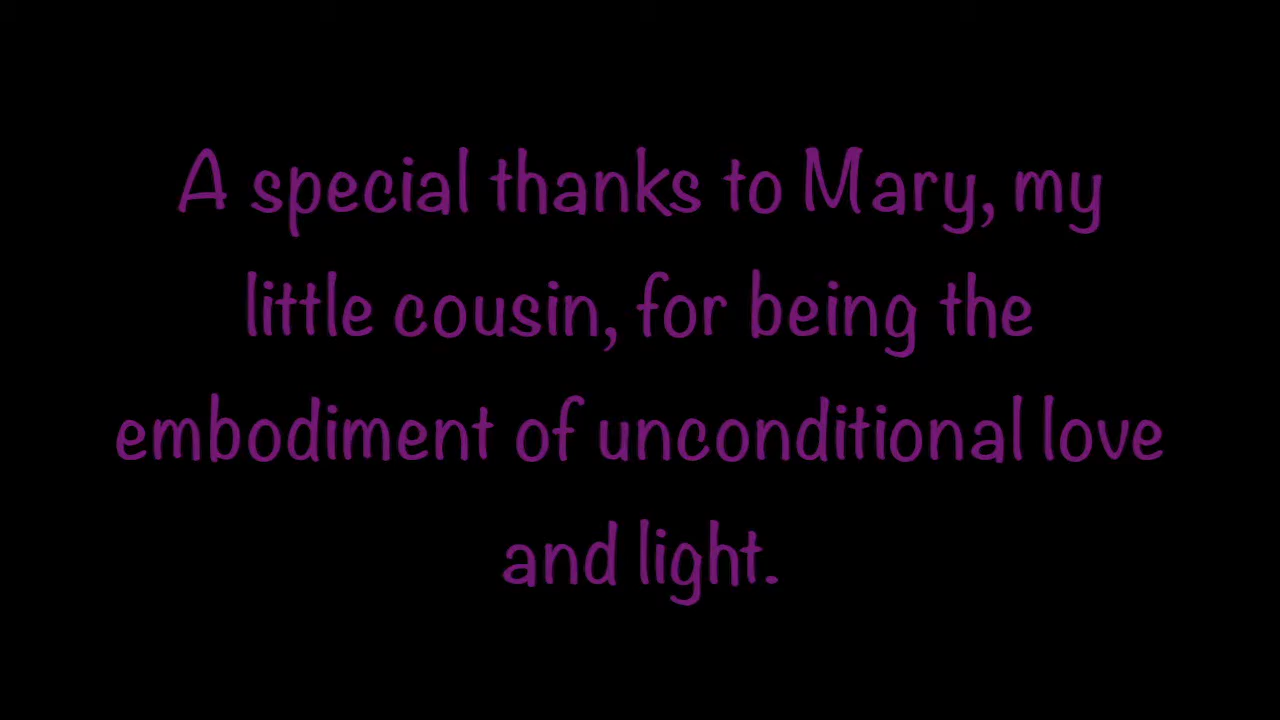 A special thanks to Mary, my
little cousin, for being the
embodiment of unconditional love
and light.